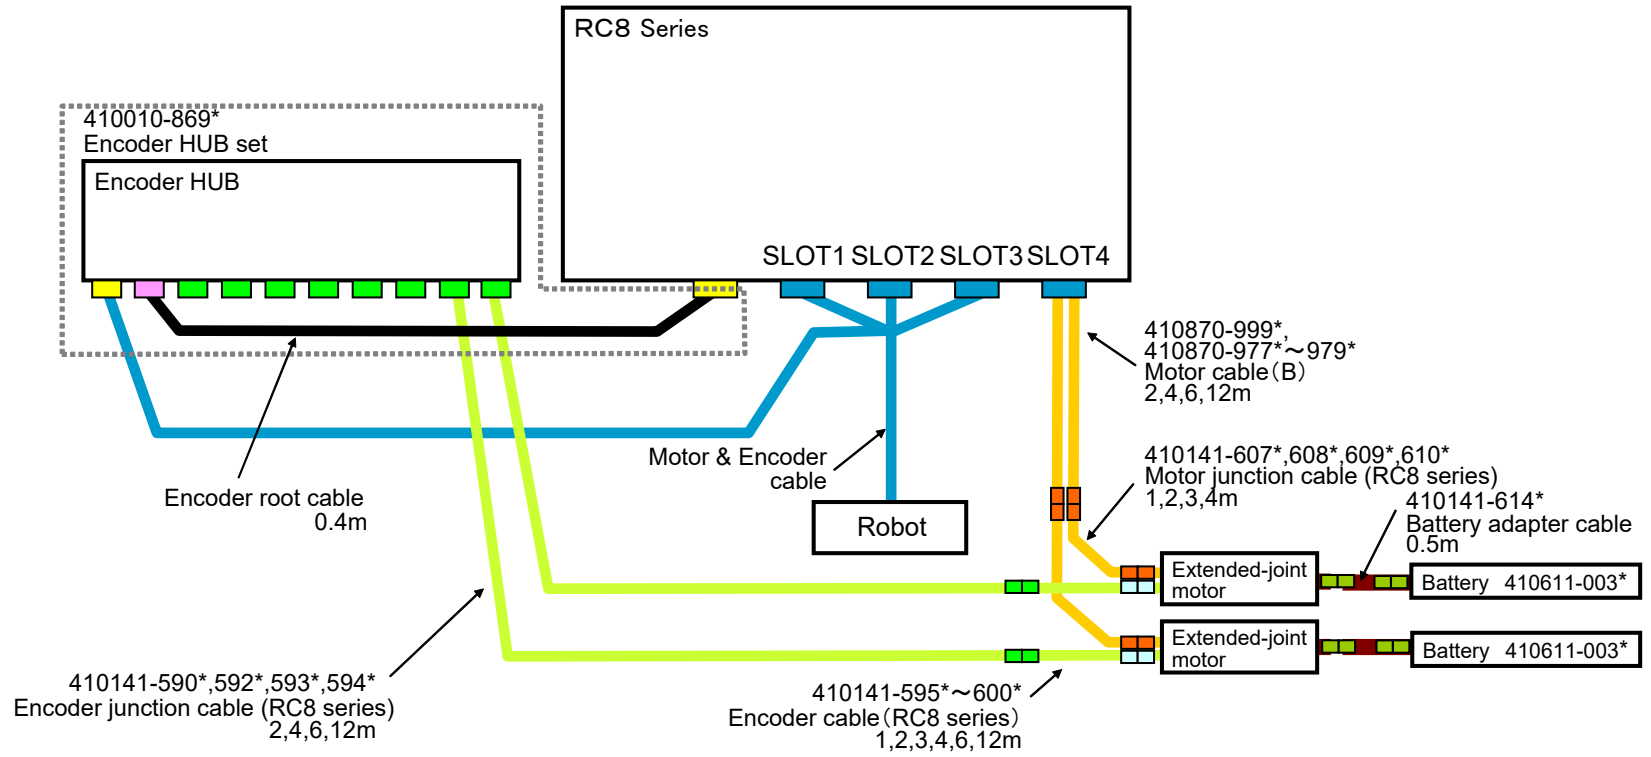 RC8 Series
410010-869*
Encoder HUB set
Encoder HUB
SLOT1 SLOT2 SLOT3 SLOT4
410870-999*,
410870-977*～979*
Motor cable（B）
2,4,6,12m
Motor & Encoder
cable
410141-607*,608*,609*,610*
Motor junction cable (RC8 series)
1,2,3,4m
Encoder root cable
0.4m
Robot
410141-614*
Battery adapter cable
0.5m
Extended-joint
motor
Battery 410611-003*
Extended-joint
motor
Battery 410611-003*
410141-590*,592*,593*,594*
Encoder junction cable (RC8 series)
2,4,6,12m
410141-595*～600*
Encoder cable（RC8 series）
1,2,3,4,6,12m